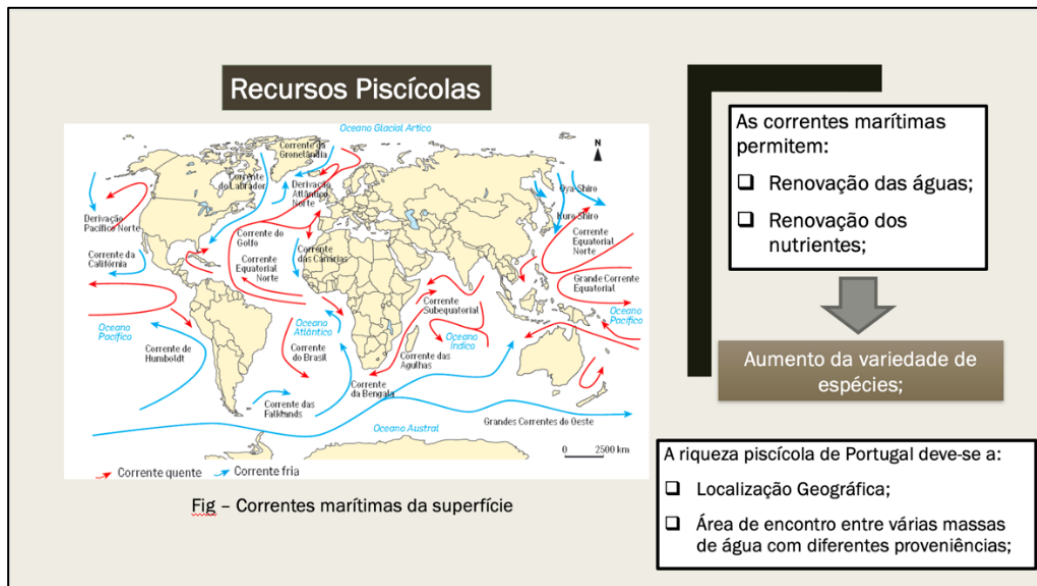 Recursos Piscícolas
Oceano Glacial Artico
Corrente da
Gronelândia
N
Corrente
do Labrador
Derivação
Atlântico
Norte
Oya Shiro
Derivação
Pacífico Norte
Kuro Shiro
Corrente do
Golfo
Corrente
das Canárias
Corrente
Equatorial
Norte
Corrente da
Califórnia
Corrente
Equatorial
Norte
Grande Corrente
Equatorial
Corrente
Subequatorial
Oceano
Pacífico
Oceano
Atlântico
Oceano
Pacífico
Oceano
Índico
Corrente de
Humboldt
Corrente
do Brasil
Corrente das
Agulhas
Corrente
da Bengala
Corrente das
Falklands
Grandes Correntes do Oeste
Oceano Austral
0 2500 km
Corrente quente Corrente fria
Fig – Correntes marítimas da superfície
As correntes marítimas
permitem:
Renovação das águas;
Renovação dos
nutrientes;
Aumento da variedade de
espécies;
A riqueza piscícola de Portugal deve-se a:
Localização Geográfica;
Área de encontro entre várias massas
de água com diferentes proveniências;